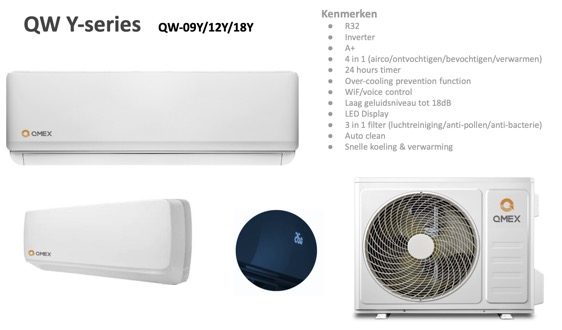 QW Y-series QW-09Y/12Y/18Y
Kenmerken
● R32
● Inverter
● A+
● 4 in 1 (airco/ontvochtigen/bevochtigen/verwarmen)
● 24 hours timer
● Over-cooling prevention function
● WiF/voice control
● Laag geluidsniveau tot 18dB
● LED Display
● 3 in 1 filter (luchtreiniging/anti-pollen/anti-bacterie)
● Auto clean
● Snelle koeling & verwarming
QMEX
QMEX
QMEX